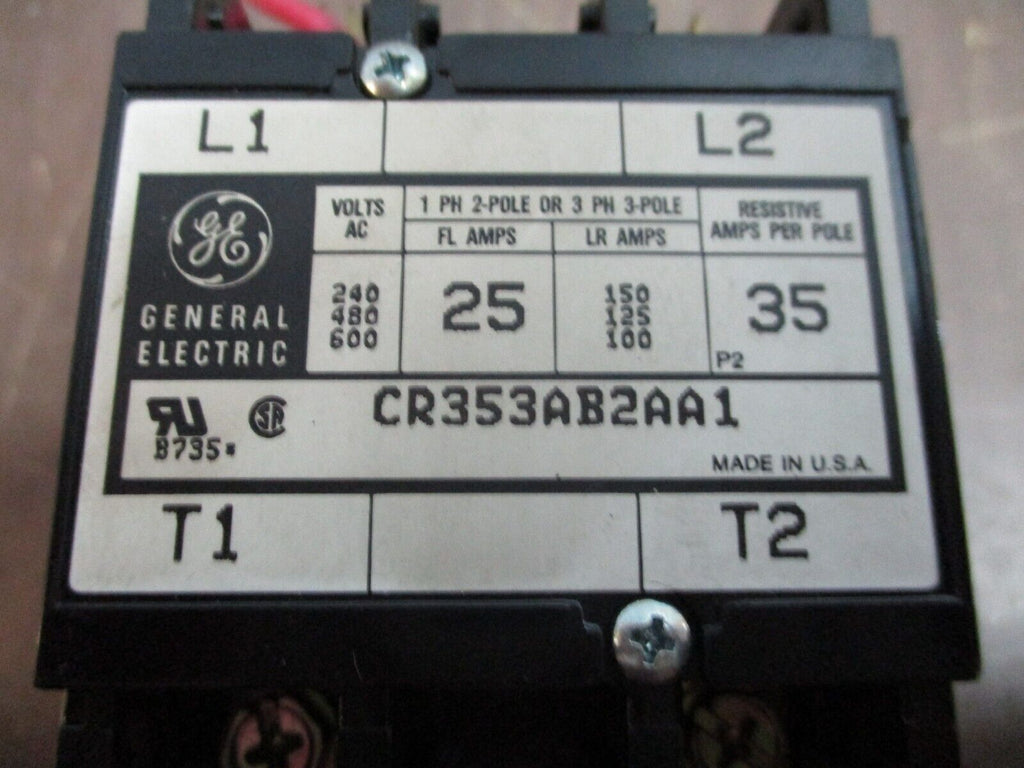 L1 L2
GE
GENERAL
ELECTRIC
VOLTS
AC
1 PH 2-POLE OR 3 PH 3-POLE
FL AMPS LR AMPS
RESISTIVE
AMPS PER POLE
240
480
600
25
150
125
100
35
P2
RU
B735
SA
CR353AB2AA1
MADE IN U.S.A.
T1 T2